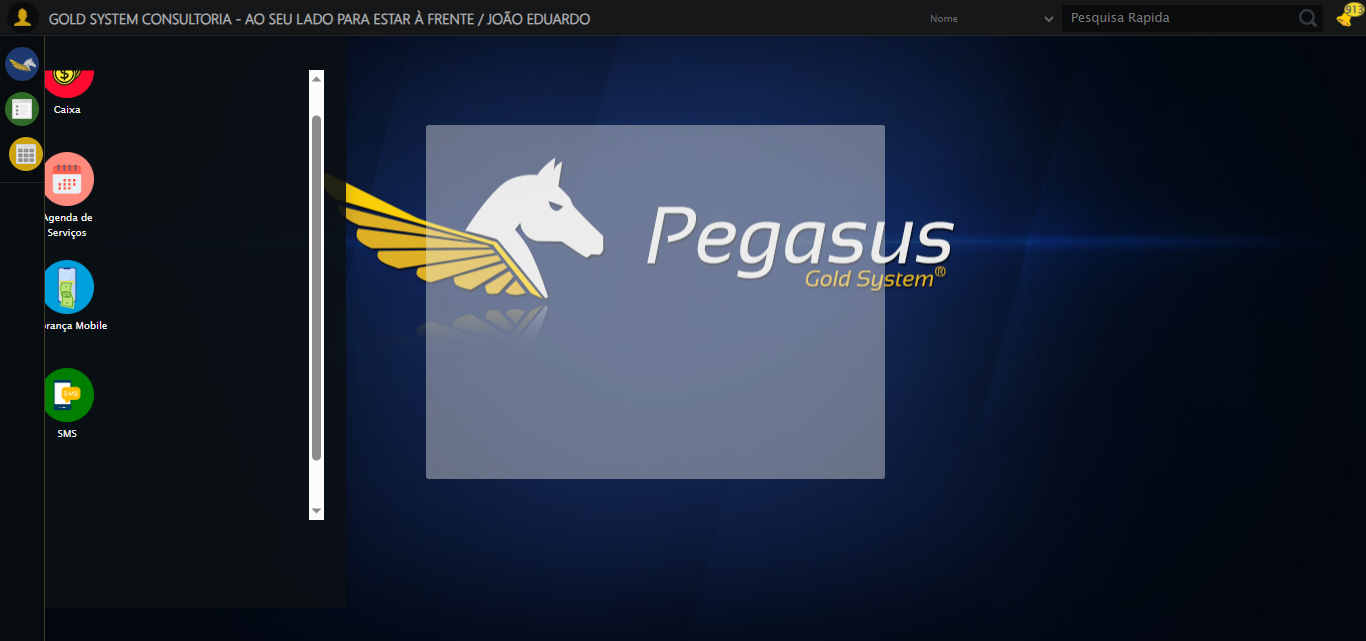 GOLD SYSTEM CONSULTORIA - AO SEU LADO PARA ESTAR À FRENTE / JOÃO EDUARDO
Nome
Pesquisa Rapida
913
Caixa
Agenda de
Serviços
brança Mobile
SMS
Pegasus
Gold System®